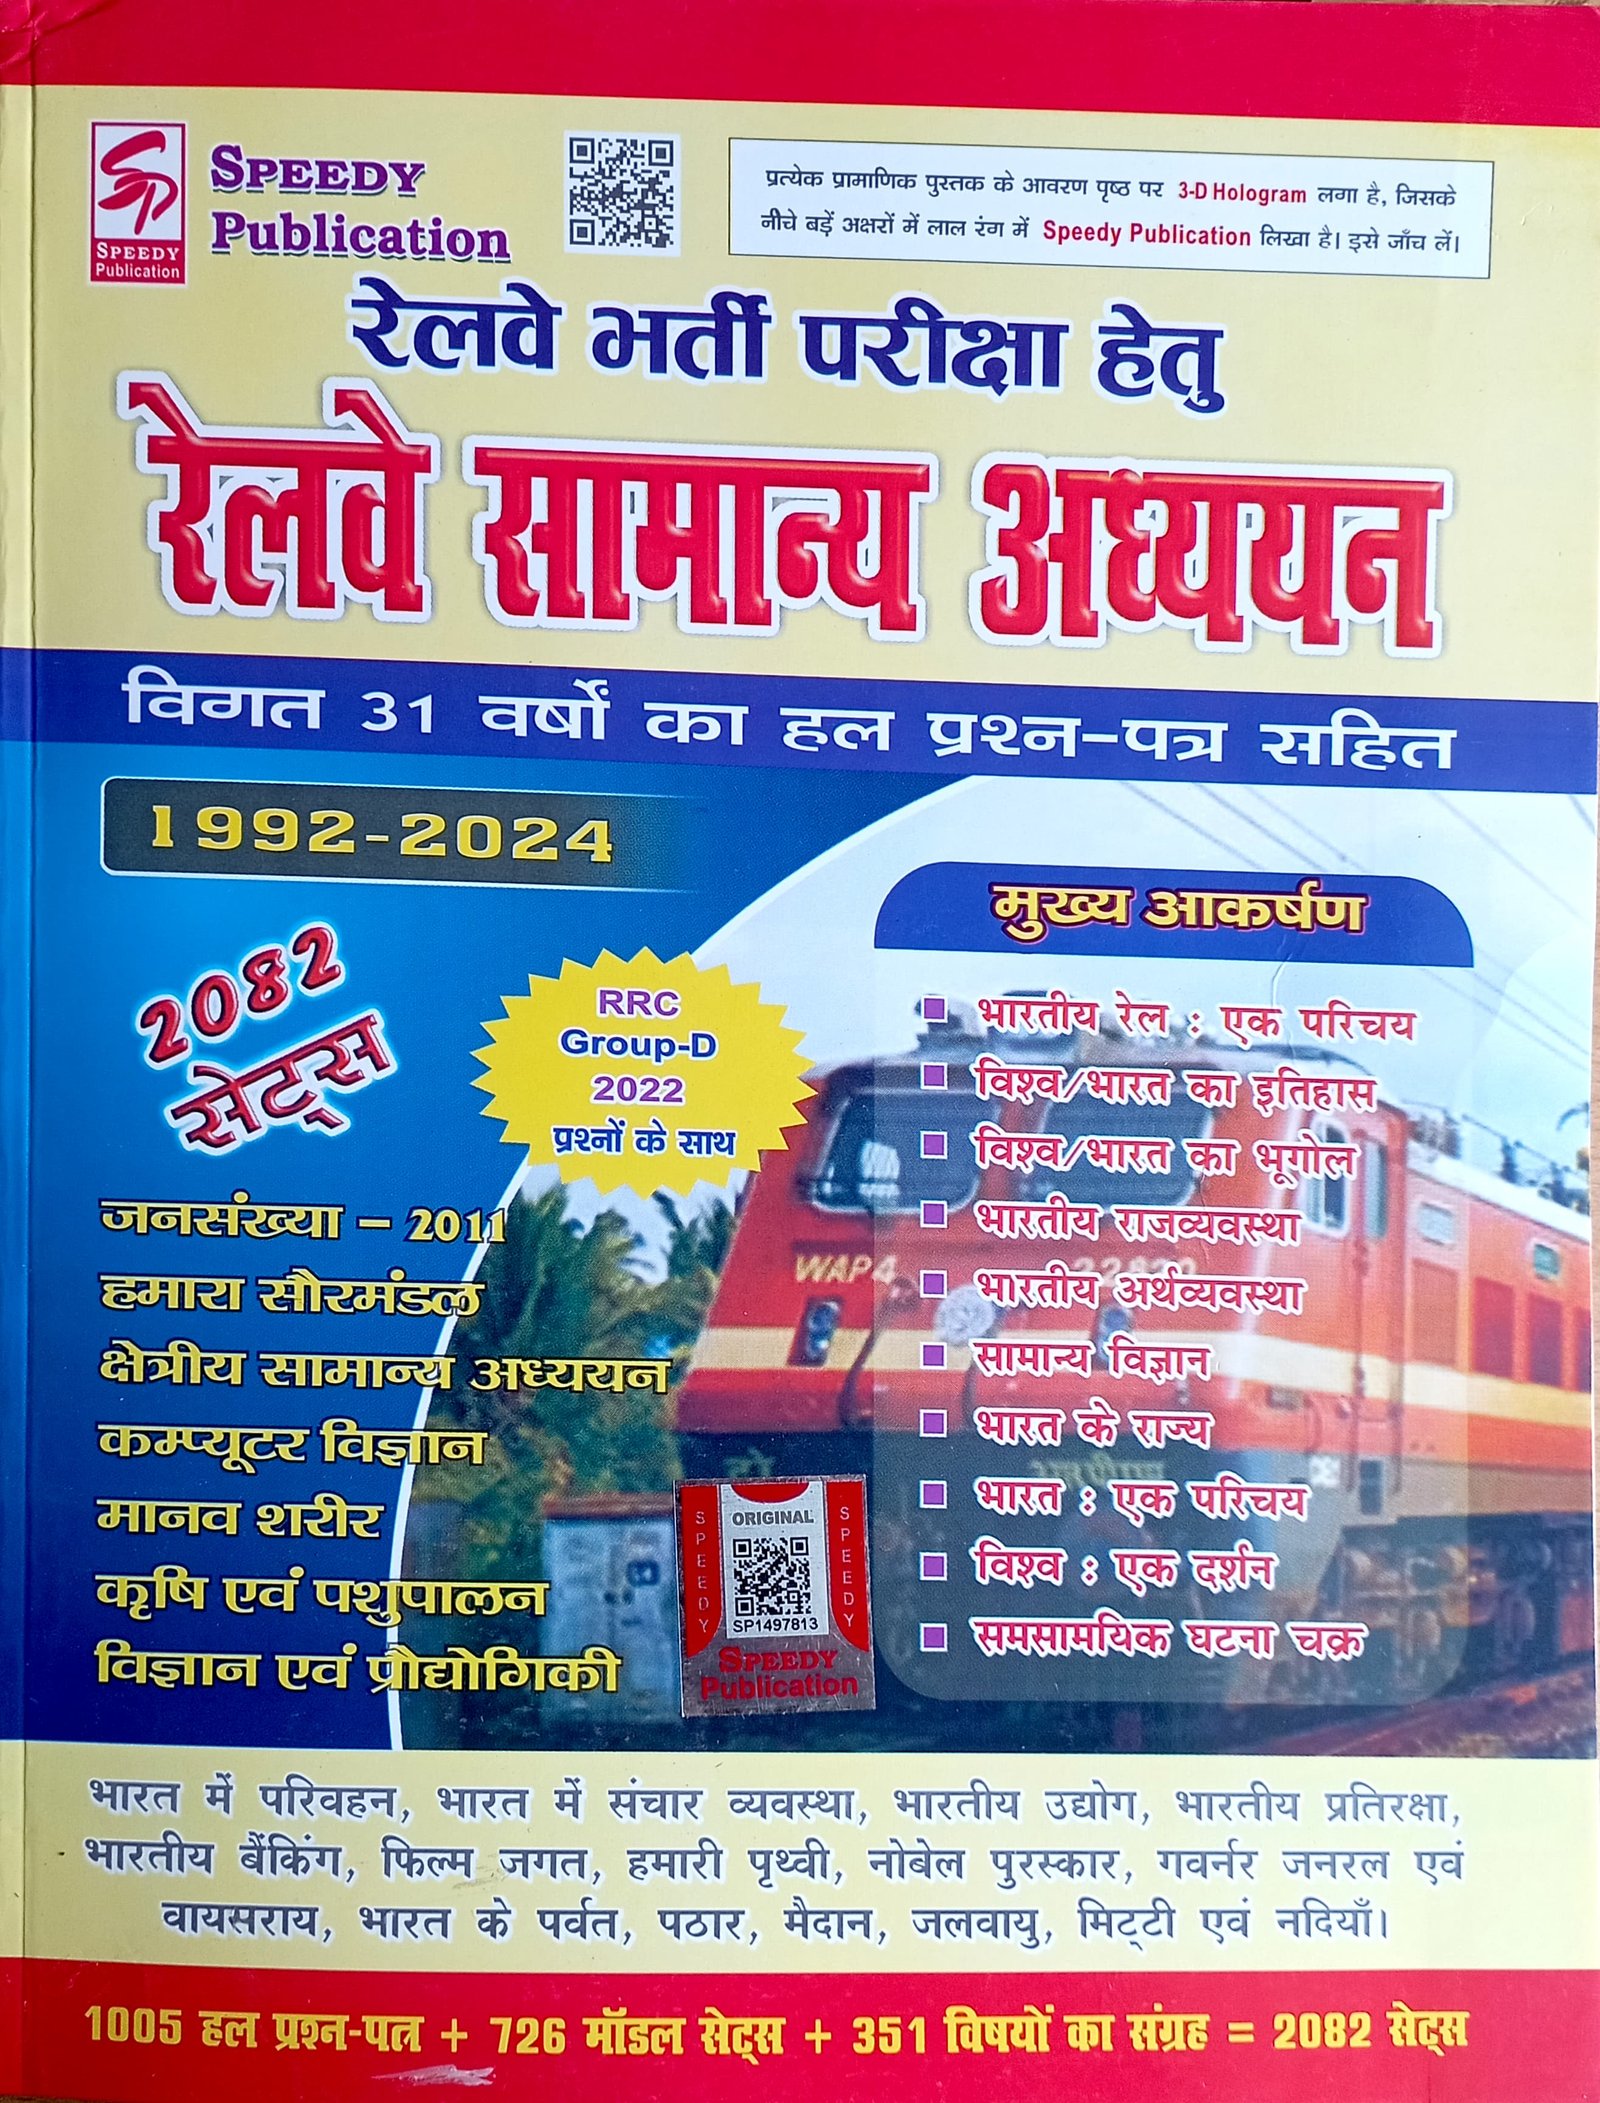 SPEEDY
Publication
SPEEDY
Publication
प्रत्येक प्रामाणिक पुस्तक के आवरण पृष्ठ पर 3-D Hologram लगा है, जिसके
नीचे बड़ें अक्षरों में लाल रंग में Speedy Publication लिखा है। इसे जाँच लें।
रेलवे भर्ती परीक्षा हेतु
रेलवे सामान्य अध्ययन
विगत 31 वर्षों का हल प्रश्न-पत्र सहित
1992-2024
2082
सेट्स
RRC
Group-D
2022
प्रश्नों के साथ
जनसंख्या – 2011
हमारा सौरमंडल
क्षेत्रीय सामान्य अध्ययन
कम्प्यूटर विज्ञान
मानव शरीर
कृषि एवं पशुपालन
विज्ञान एवं प्रौद्योगिकी
मुख्य आकर्षण
भारतीय रेल : एक परिचय
विश्व/भारत का इतिहास
विश्व/भारत का भूगोल
भारतीय राजव्यवस्था
भारतीय अर्थव्यवस्था
सामान्य विज्ञान
भारत के राज्य
भारत : एक परिचय
विश्व : एक दर्शन
समसामयिक घटना चक्र
WAP4
SPEEDY
ORIGINAL
SPEEDY
SP1497813
SPEEDY
Publication
भारत में परिवहन, भारत में संचार व्यवस्था, भारतीय उद्योग, भारतीय प्रतिरक्षा,
भारतीय बैंकिंग, फिल्म जगत, हमारी पृथ्वी, नोबेल पुरस्कार, गवर्नर जनरल एवं
वायसराय, भारत के पर्वत, पठार, मैदान, जलवायु, मिट्टी एवं नदियाँ।
1005 हल प्रश्न-पत्र + 726 मॉडल सेट्स + 351 विषयों का संग्रह = 2082 सेट्स